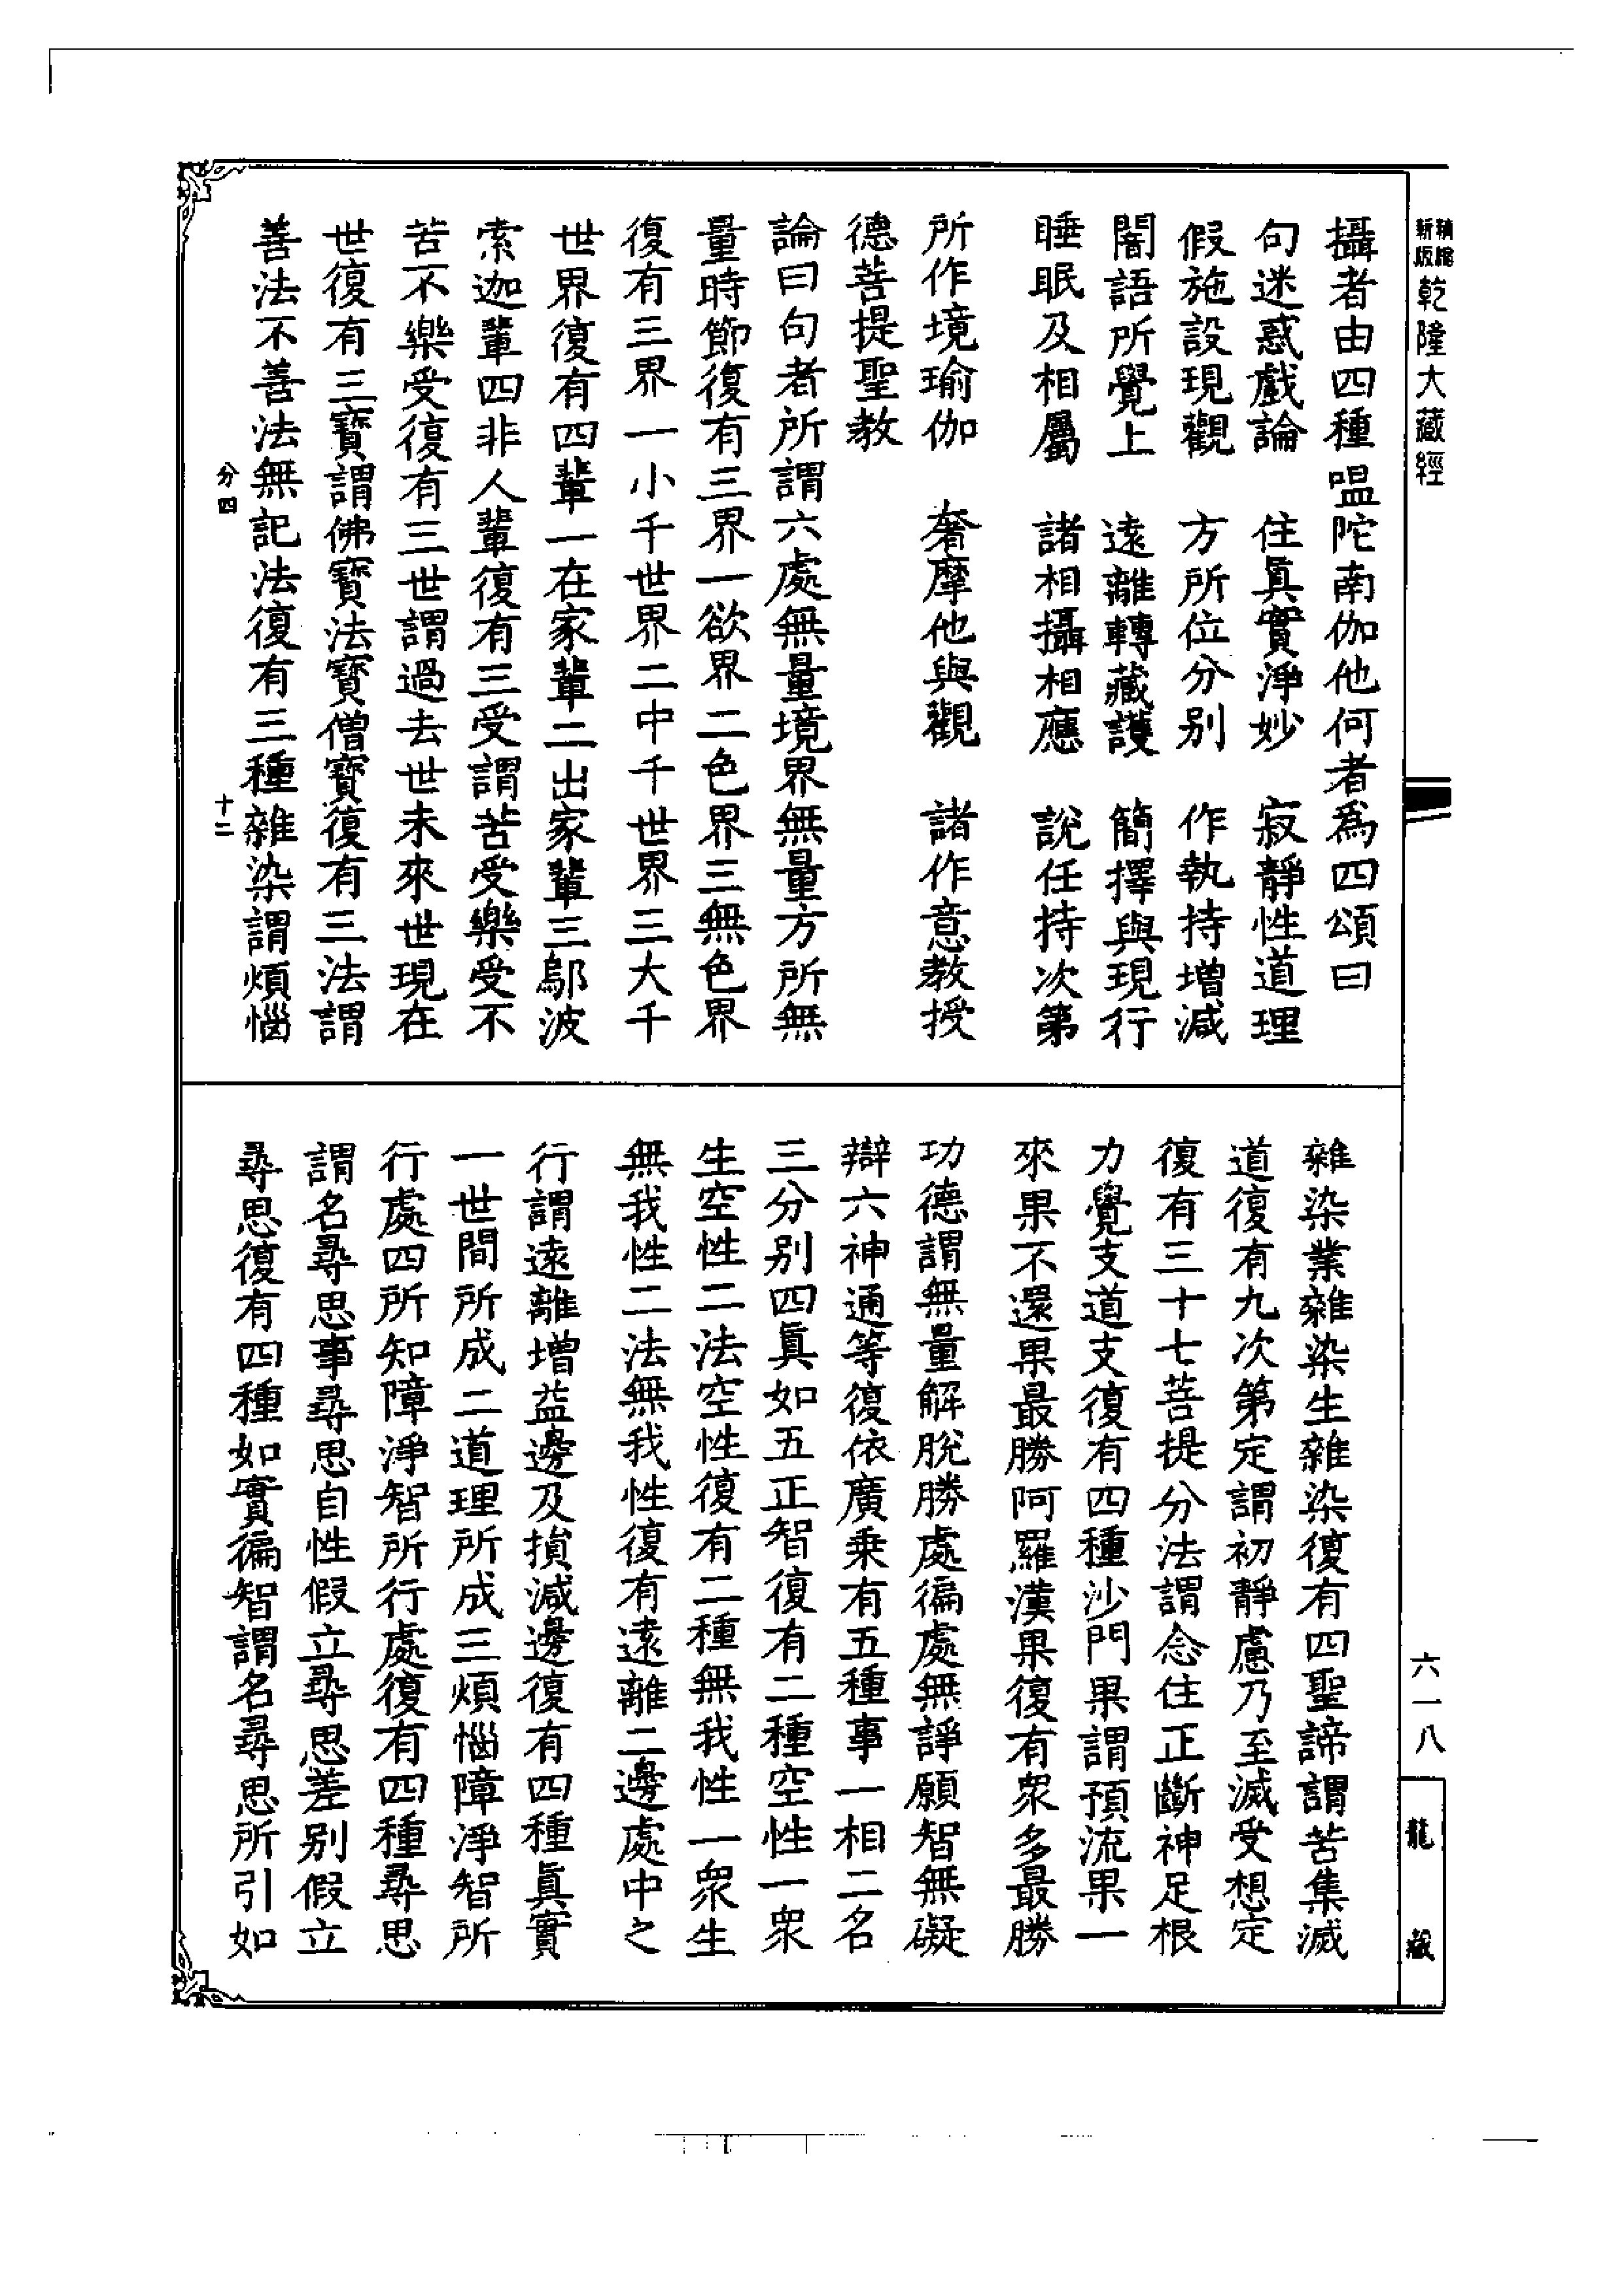 新版
精縮
乾隆大藏經
攝者由四種嗢陀南伽他何者爲四頌曰
句迷惑戲論　住眞實淨妙　寂靜性道理
假施設現觀　方所位分別　作執持增減
闇語所覺上　遠離轉藏護　簡擇與現行
睡眠及相屬　諸相攝相應　說任持次第
所作境瑜伽　奢摩他與觀　諸作意教授
德菩提聖教
論曰句者所謂六處無量境界無量方所無
量時節復有三界一欲界二色界三無色界
復有三界一小千世界二中千世界三大千
世界復有四輩一在家輩二出家輩三鄔波
索迦輩四非人輩復有三受謂苦受樂受不
苦不樂受復有三世謂過去世未來世現在
世復有三寶謂佛寶法寶僧寶復有三法謂
善法不善法無記法復有三種雜染謂煩惱
分四　十二
雜染業雜染生雜染復有四聖諦謂苦集滅
道復有九次第定謂初靜慮乃至滅受想定
復有三十七菩提分法謂念住正斷神足根
力覺支道支復有四種沙門果謂預流果一
來果不還果最勝阿羅漢果復有衆多最勝
功德謂無量解脫勝處徧處無諍願智無礙
辯六神通等復依廣乗有五種事一相二名
三分別四眞如五正智復有二種空性一衆
生空性二法空性復有二種無我性一衆生
無我性二法無我性復有遠離二邊處中之
行謂遠離增益邊及損減邊復有四種眞實
一世間所成二道理所成三煩惱障淨智所
行處四所知障淨智所行處復有四種尋思
謂名尋思事尋思自性假立尋思差別假立
尋思復有四種如實徧智謂名尋思所引如
六一八
龍藏